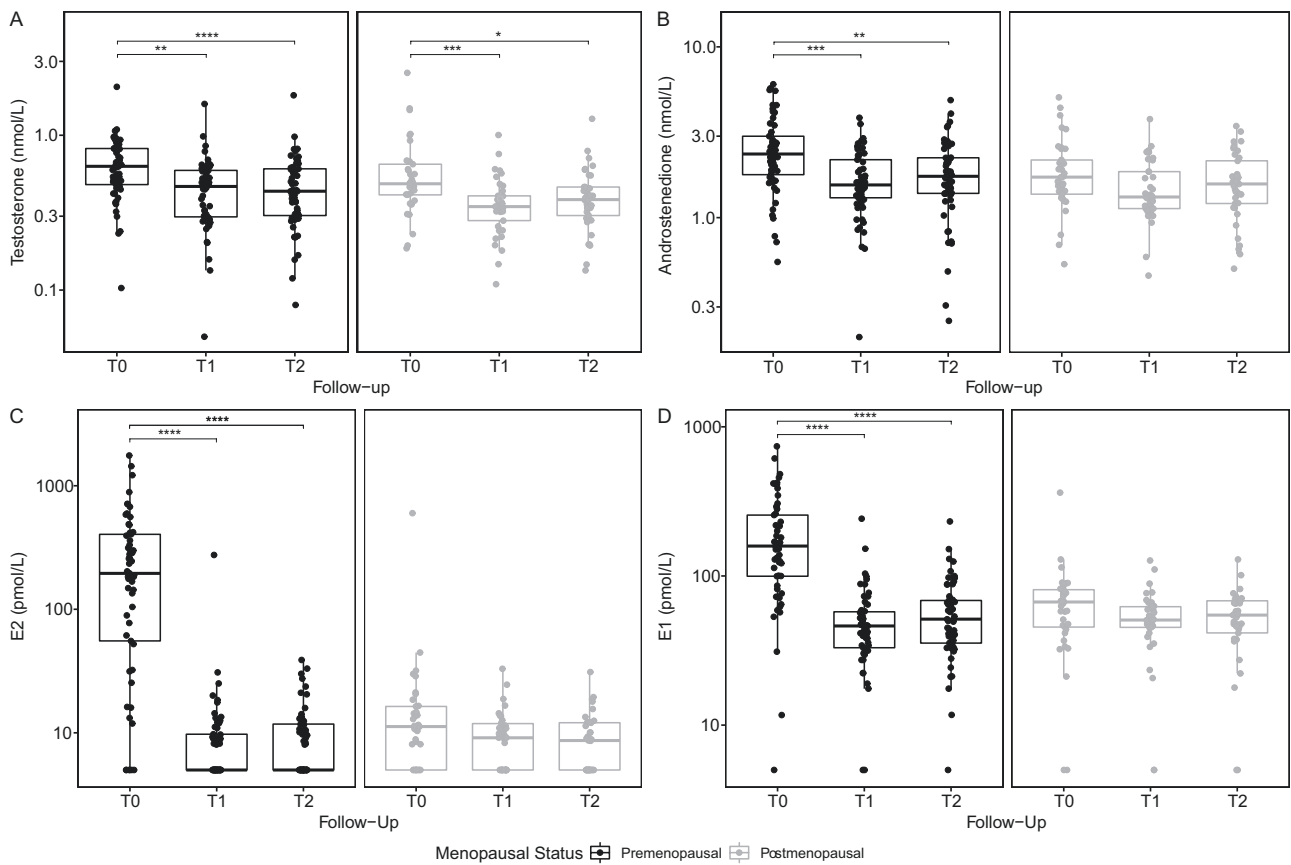 A
B
**** 
** 
* 
*** 
** 
*** 
Testosterone (nmol/L)
3.0
1.0
0.3
0.1
Androstenedione (nmol/L)
10.0
3.0
1.0
0.3
T0 T1 T2 T0 T1 T2
Follow-up
T0 T1 T2 T0 T1 T2
Follow-up
C
D
**** 
**** 
**** 
**** 
E2 (pmol/L)
1000
100
10
E1 (pmol/L)
1000
100
10
T0 T1 T2 T0 T1 T2
Follow-Up
T0 T1 T2 T0 T1 T2
Follow-Up
Menopausal Status Premenopausal Postmenopausal